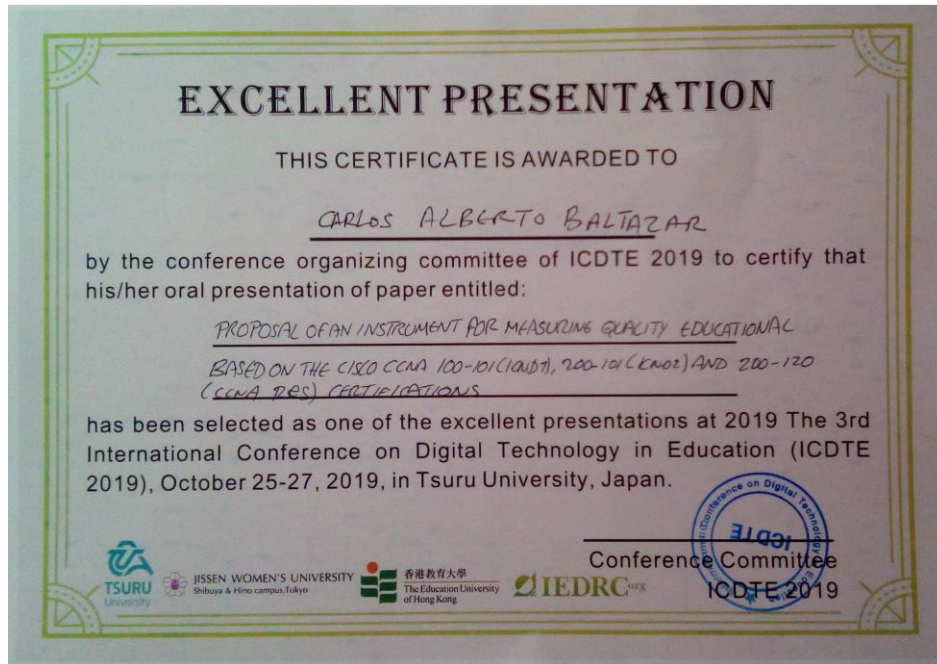 EXCELLENT PRESENTATION
THIS CERTIFICATE IS AWARDED TO
CARLOS ALBERTO BALTAZAR
by the conference organizing committee of ICDTE 2019 to certify that
his/her oral presentation of paper entitled:
PROPOSAL OF AN INSTRUMENT FOR MEASURING QUALITY EDUCATIONAL
BASED ON THE CISCO CCNA 100-101 200-101 AND 200-120
(CCNA R&S) CERTIFICATIONS
has been selected as one of the excellent presentations at 2019 The 3rd
International Conference on Digital Technology in Education (ICDTE
2019), October 25-27, 2019, in Tsuru University, Japan.
Conference on Digital Technology
ICDTE
Education
Conference Committee
ICDTE 2019
TSURU
University
JISSEN WOMEN'S UNIVERSITY
Shibuya & Hino campus,Tokyo
香港教育大學
The Education University
of Hong Kong
IEDRC.org